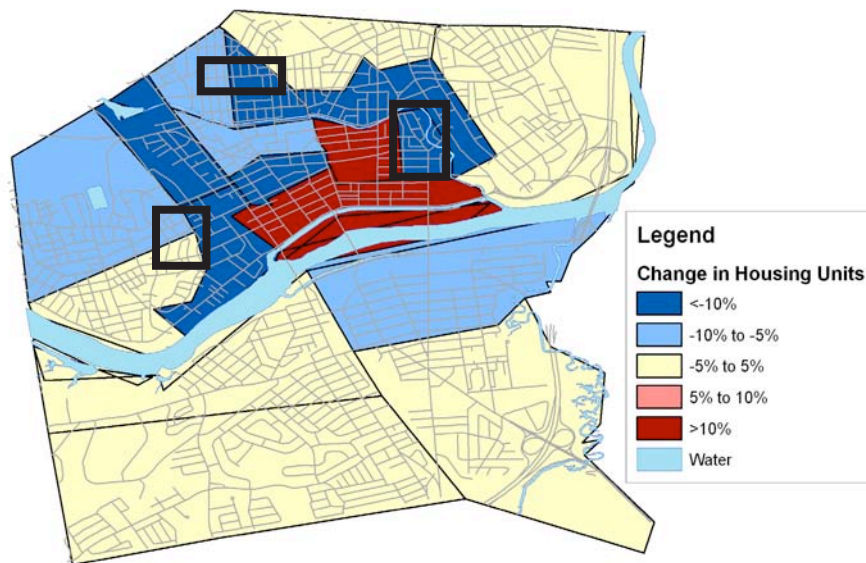 Legend
Change in Housing Units
<-10%
-10% to -5%
-5% to 5%
5% to 10%
>10%
Water